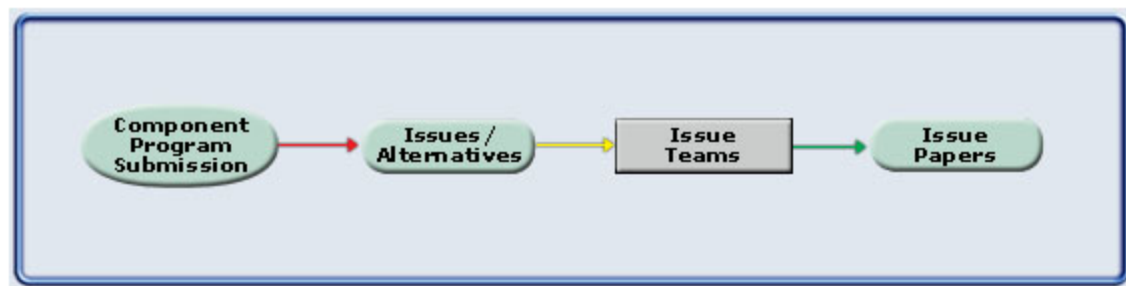 Component
Program
Submission
Issues /
Alternatives
Issue
Teams
Issue
Papers